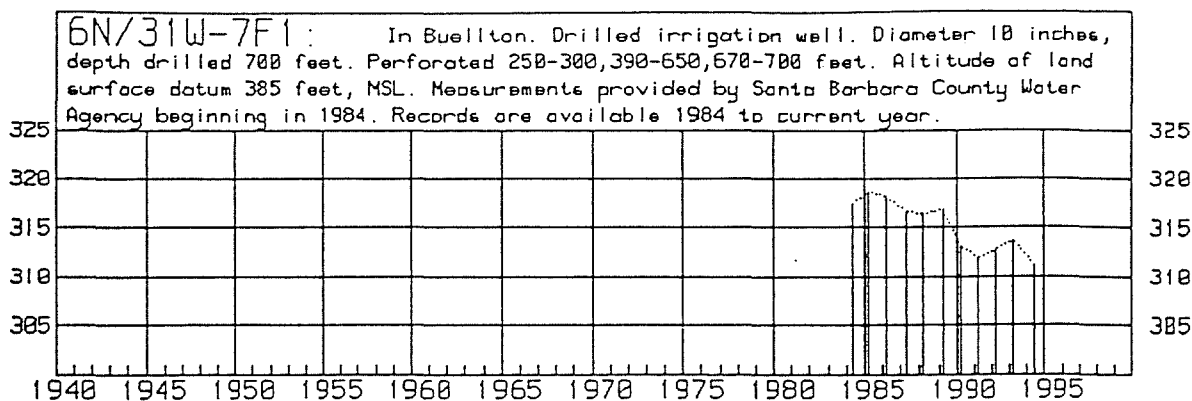 6N/31W-7F1: In Buellton. Drilled irrigation well. Diameter 10 inches,
depth drilled 700 feet. Perforated 250-300,390-650,670-700 feet. Altitude of land
surface datum 385 feet, MSL. Measurements provided by Santa Barbara County Water
Agency beginning in 1984. Records are available 1984 to current year.
325 325
320 320
315 315
310 310
305 305
1940 1945 1950 1955 1960 1965 1970 1975 1980 1985 1990 1995